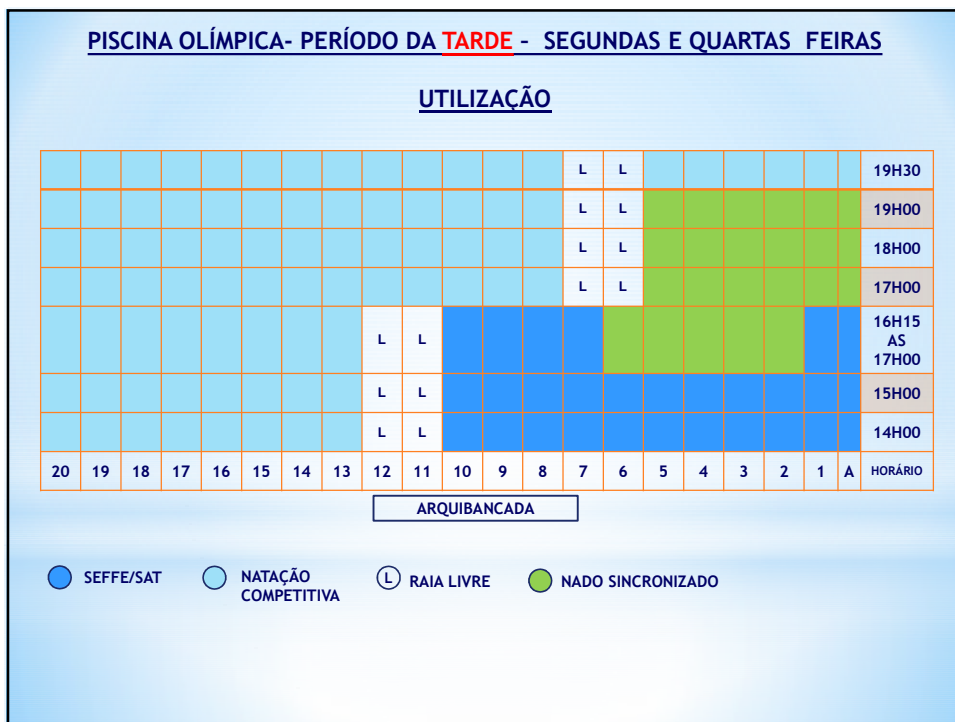 PISCINA OLÍMPICA- PERÍODO DA TARDE - SEGUNDAS E QUARTAS FEIRAS
UTILIZAÇÃO
L L 19H30
L L 19H00
L L 18H00
L L 17H00
L L 16H15
AS
17H00
L L 15H00
L L 14H00
20 19 18 17 16 15 14 13 12 11 10 9 8 7 6 5 4 3 2 1 A HORÁRIO
ARQUIBANCADA
SEFFE/SAT
NATAÇÃO
COMPETITIVA
L RAIA LIVRE
NADO SINCRONIZADO